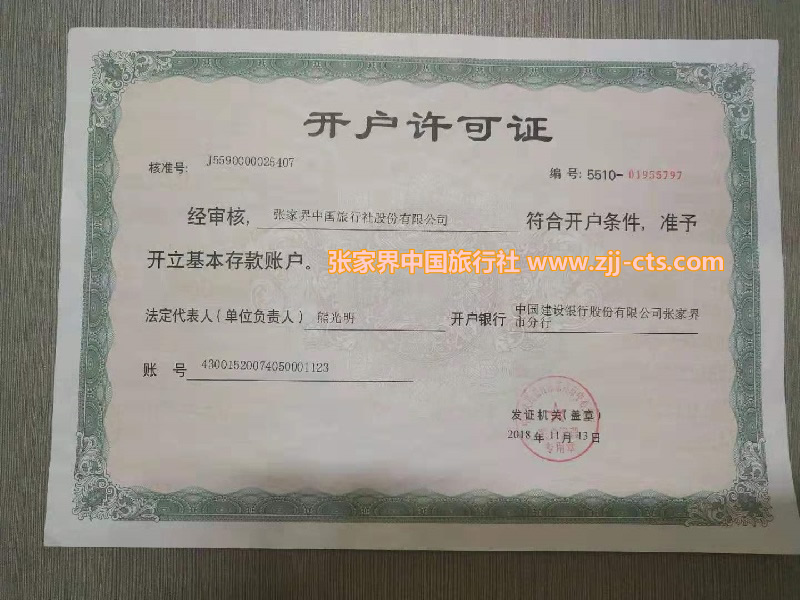 开户许可证
核准号: J5590000028407
编号: 5510-01955797
经审核, 张家界中国旅行社股份有限公司 符合开户条件, 准予
开立基本存款账户。 张家界中国旅行社 www.zjj-cts.com
法定代表人(单位负责人) 熊光明 开户银行 中国建设银行股份有限公司张家界
市分行
账 号 43001520074050001123
发证机关(盖章)
2018年11月13日